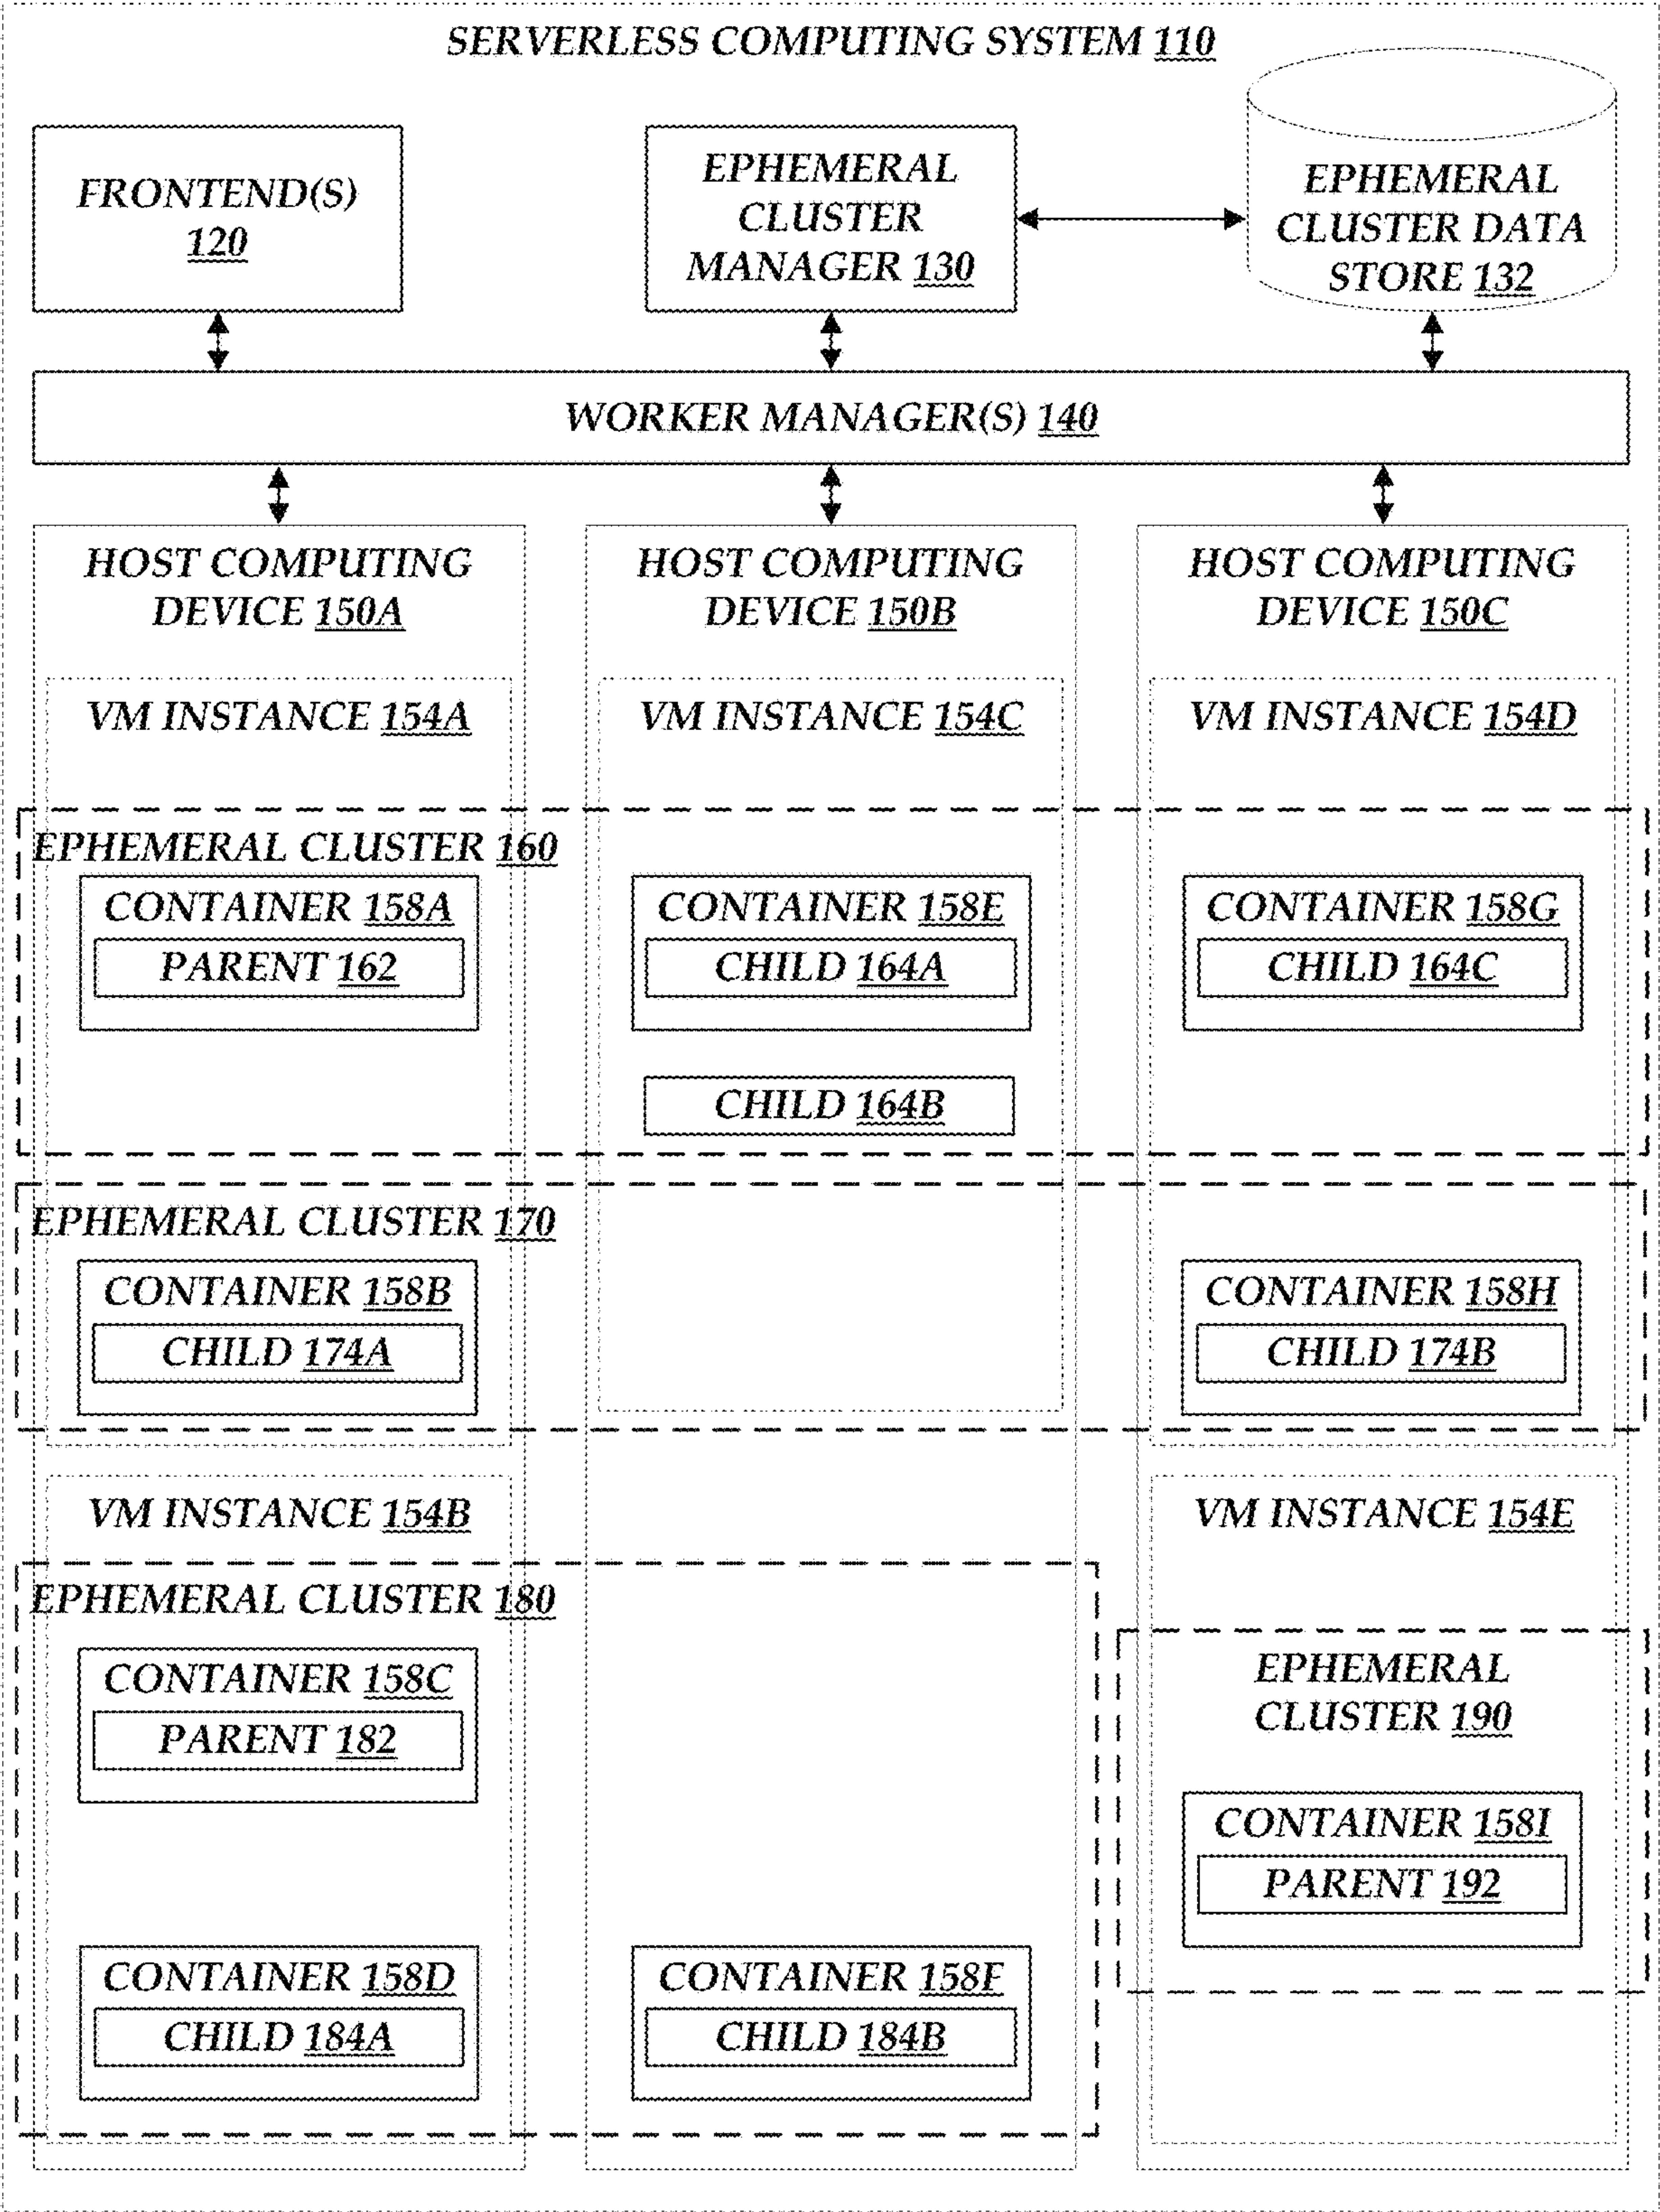 SERVERLESS COMPUTING SYSTEM 110
FRONTEND(S)
120
EPHEMERAL
CLUSTER
MANAGER 130
EPHEMERAL
CLUSTER DATA
STORE 132
WORKER MANAGER(S) 140
HOST COMPUTING
DEVICE 150A
HOST COMPUTING
DEVICE 150B
HOST COMPUTING
DEVICE 150C
VM INSTANCE 154A
VM INSTANCE 154C
VM INSTANCE 154D
EPHEMERAL CLUSTER 160
CONTAINER 158A
PARENT 162
CONTAINER 158E
CHILD 164A
CONTAINER 158G
CHILD 164C
CHILD 164B
EPHEMERAL CLUSTER 170
CONTAINER 158B
CHILD 174A
CONTAINER 158H
CHILD 174B
VM INSTANCE 154B
VM INSTANCE 154E
EPHEMERAL CLUSTER 180
CONTAINER 158C
PARENT 182
EPHEMERAL
CLUSTER 190
CONTAINER 158I
PARENT 192
CONTAINER 158D
CHILD 184A
CONTAINER 158F
CHILD 184B